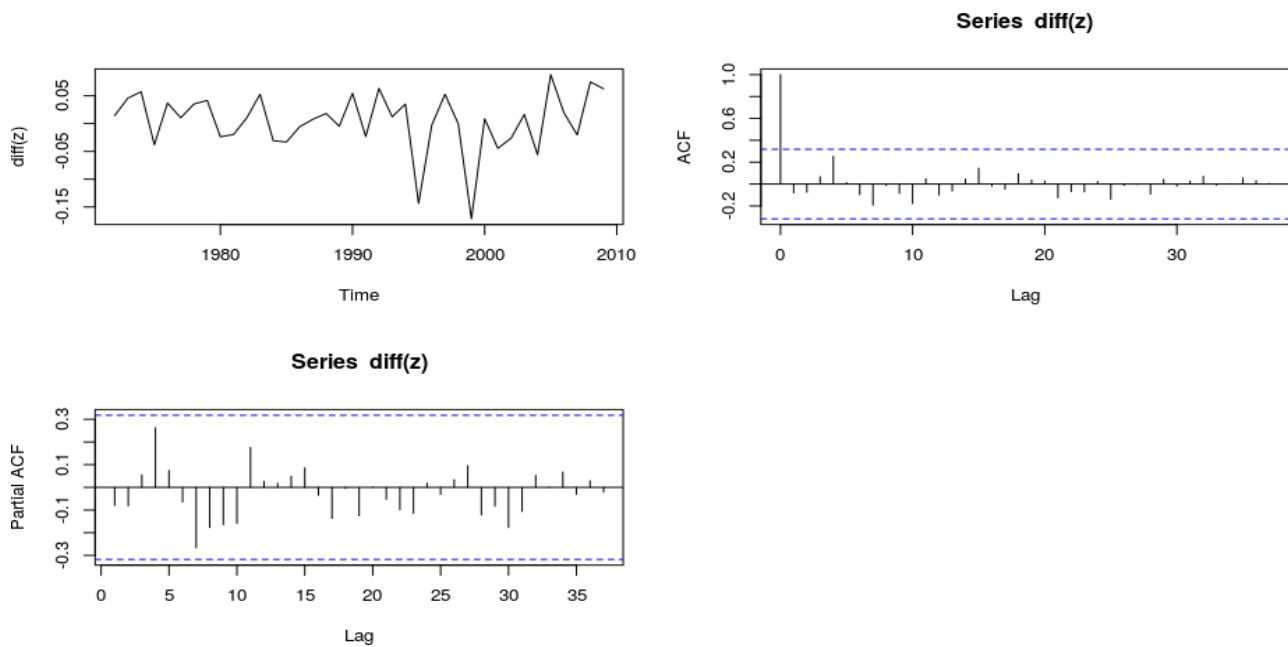 diff(z)
0.05
-0.05
-0.15
1980 1990 2000 2010
Time
Series diff(z)
ACF
1.0
0.6
0.2
-0.2
0 10 20 30
Lag
Series diff(z)
Partial ACF
0.3
0.1
-0.1
-0.3
0 5 10 15 20 25 30 35
Lag